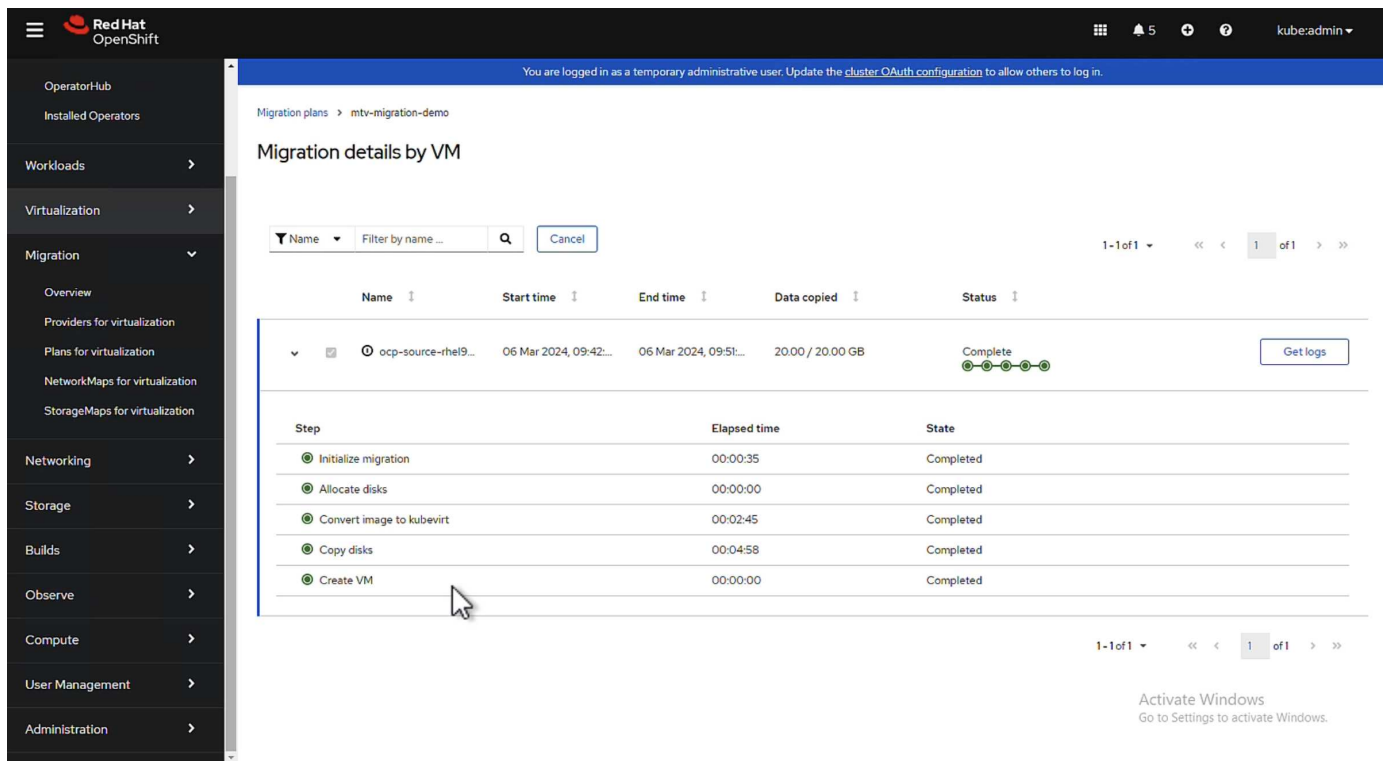 Red Hat
OpenShift
5
kube:admin
You are logged in as a temporary administrative user. Update the cluster OAuth configuration to allow others to log in.
OperatorHub
Installed Operators
Workloads
Virtualization
Migration
Overview
Providers for virtualization
Plans for virtualization
NetworkMaps for virtualization
StorageMaps for virtualization
Networking
Storage
Builds
Observe
Compute
User Management
Administration
Migration plans > mtv-migration-demo
Migration details by VM
Name Filter by name ... Cancel
1-1 of 1 1 of 1
Name Start time End time Data copied Status
ocp-source-rhel9... 06 Mar 2024, 09:42:... 06 Mar 2024, 09:51:... 20.00 / 20.00 GB Complete Get logs
Step Elapsed time State
Initialize migration 00:00:35 Completed
Allocate disks 00:00:00 Completed
Convert image to kubevirt 00:02:45 Completed
Copy disks 00:04:58 Completed
Create VM 00:00:00 Completed
1-1 of 1 1 of 1
Activate Windows
Go to Settings to activate Windows.